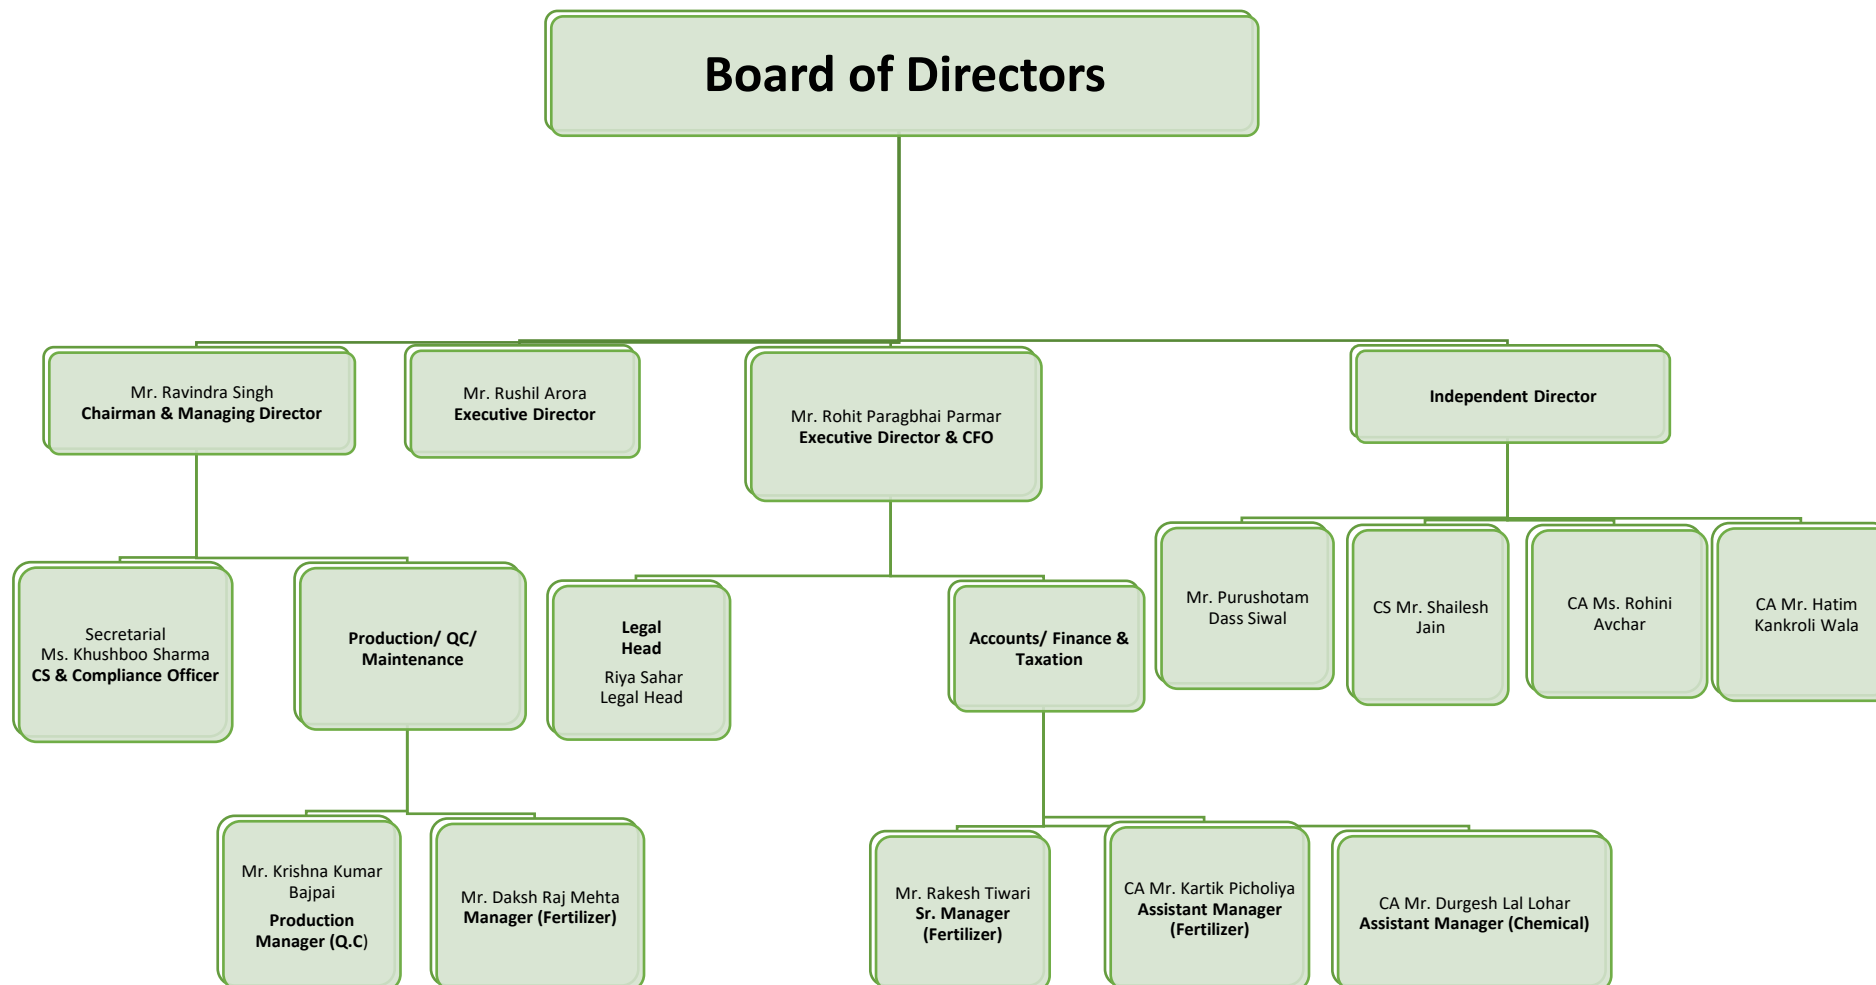 Board of Directors
Mr. Ravindra Singh
Chairman & Managing Director
Mr. Rushil Arora
Executive Director
Mr. Rohit Paragbhai Parmar
Executive Director & CFO
Independent Director
Secretarial
Ms. Khushboo Sharma
CS & Compliance Officer
Production/ QC/
Maintenance
Legal
Head
Riya Sahar
Legal Head
Accounts/ Finance &
Taxation
Mr. Purushotam
Dass Siwal
CS Mr. Shailesh
Jain
CA Ms. Rohini
Avchar
CA Mr. Hatim
Kankroli Wala
Mr. Krishna Kumar
Bajpai
Production
Manager (Q.C)
Mr. Daksh Raj Mehta
Manager (Fertilizer)
Mr. Rakesh Tiwari
Sr. Manager
(Fertilizer)
CA Mr. Kartik Picholiya
Assistant Manager
(Fertilizer)
CA Mr. Durgesh Lal Lohar
Assistant Manager (Chemical)